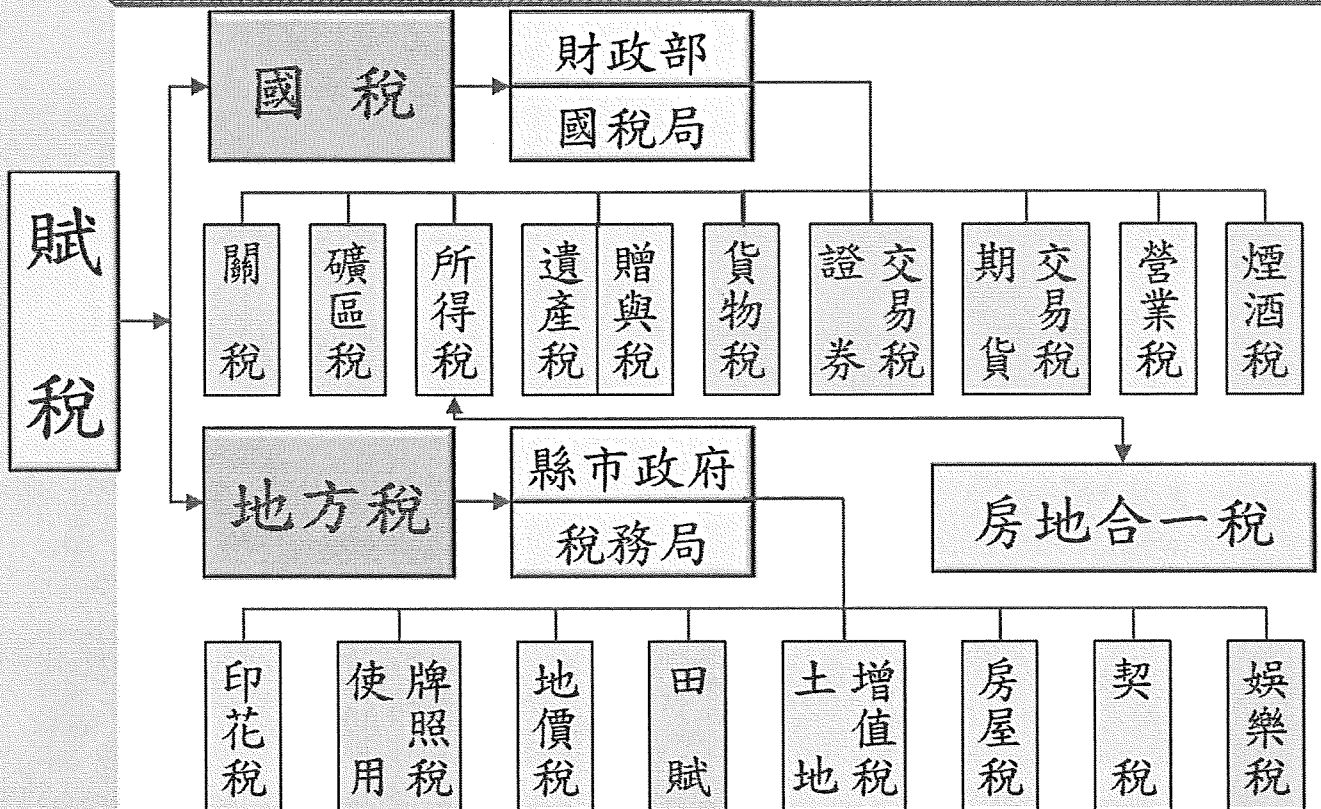 賦稅
國稅
財政部
國稅局
關稅
礦區稅
所得稅
遺產稅
贈與稅
貨物稅
證券交易稅
期貨交易稅
營業稅
煙酒稅
地方稅
縣市政府
稅務局
房地合一稅
印花稅
使用牌照稅
地價稅
田賦
土地增值稅
房屋稅
契稅
娛樂稅